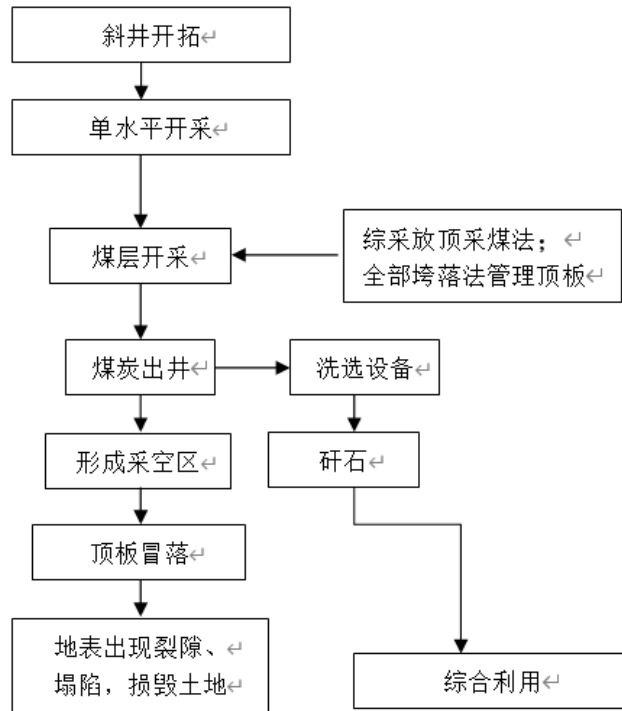 斜井开拓↵
单水平开采↵
煤层开采↵
综采放顶采煤法；↵
全部垮落法管理顶板↵
煤炭出井↵
洗选设备↵
形成采空区↵
矸石↵
顶板冒落↵
地表出现裂隙、↵
塌陷，损毁土地↵
综合利用↵